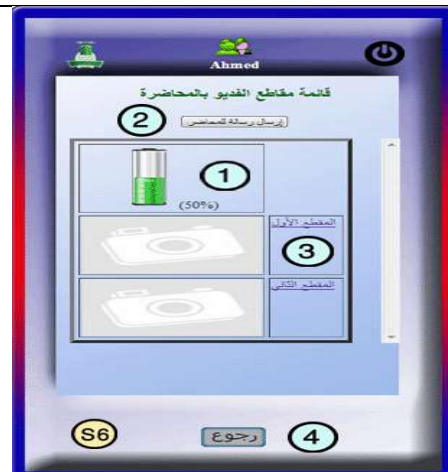 Ahmed
قائمة مقاطع الفديو بالمحاضرة
2 إرسال رسالة للمحاضر
1
(50%)
المقطع الأول
3
المقطع الثاني
S6 رجوع 4